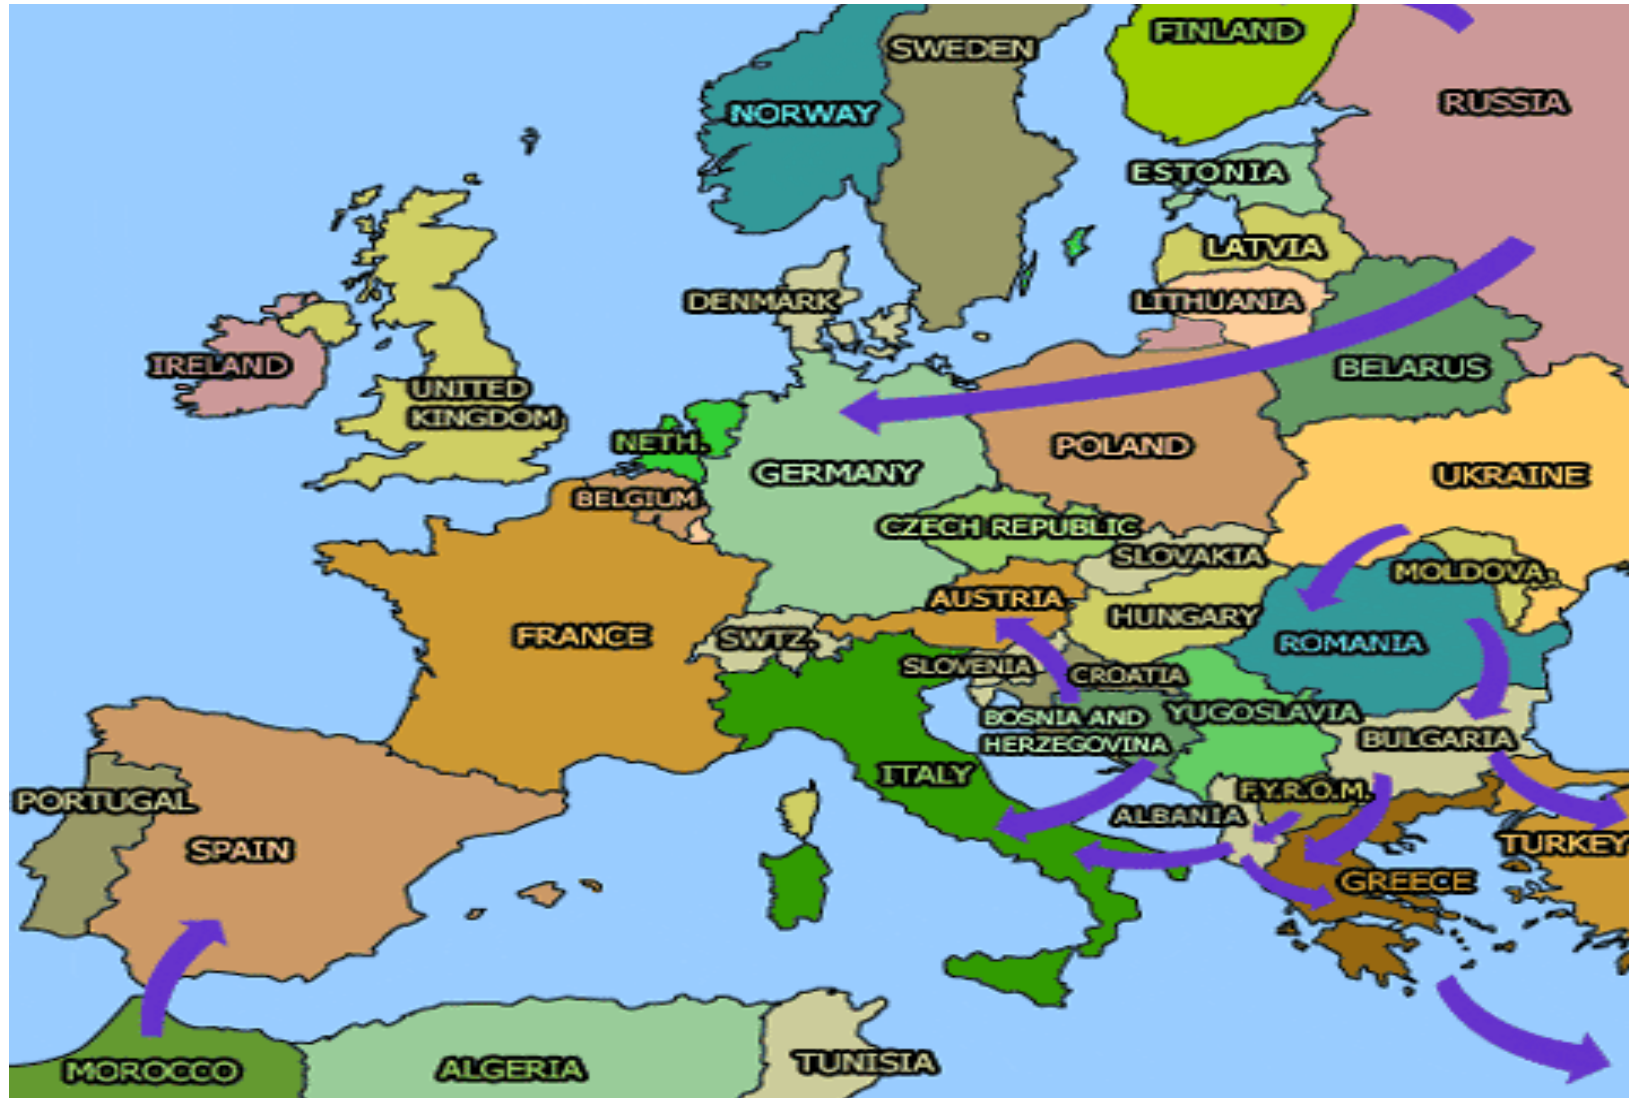 FINLAND
SWEDEN
RUSSIA
NORWAY
ESTONIA
LATVIA
DENMARK
LITHUANIA
IRELAND
BELARUS
UNITED
KINGDOM
NETH.
POLAND
GERMANY
UKRAINE
BELGIUM
CZECH REPUBLIC
SLOVAKIA
MOLDOVA
AUSTRIA
HUNGARY
FRANCE
SWTZ.
ROMANIA
SLOVENIA
CROATIA
BOSNIA AND
HERZEGOVINA
YUGOSLAVIA
BULGARIA
ITALY
PORTUGAL
F.Y.R.O.M.
ALBANIA
SPAIN
TURKEY
GREECE
MOROCCO
ALGERIA
TUNISIA